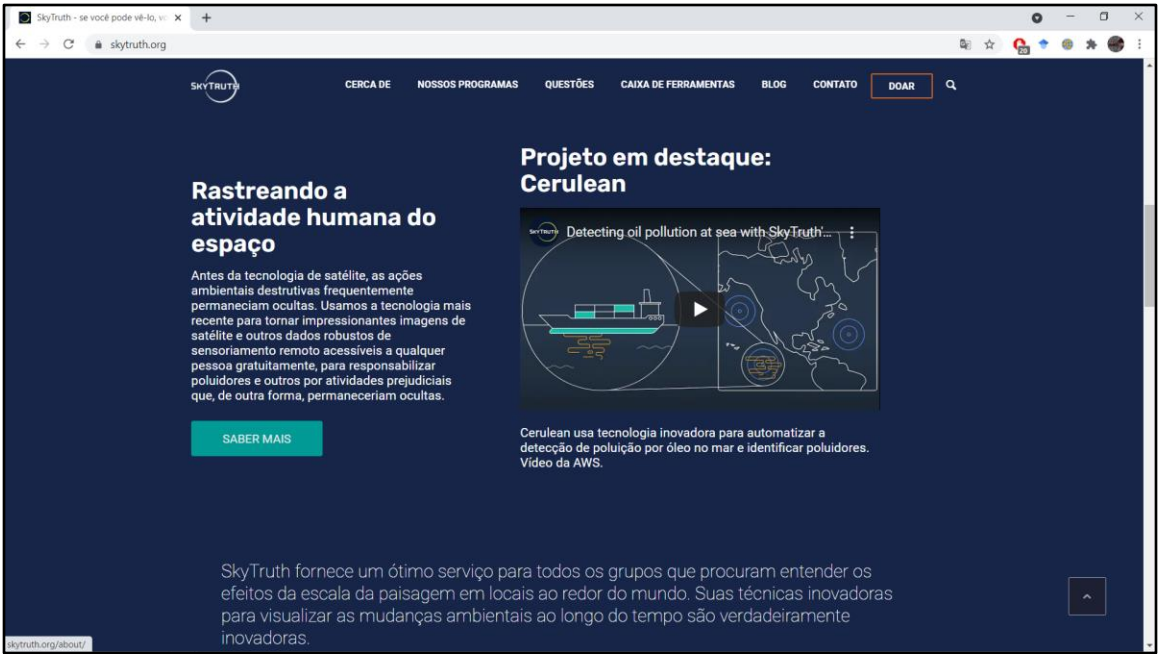 SkyTruth - se você pode vê-lo, vo
skytruth.org
20
SKYTRUTH
CERCA DE NOSSOS PROGRAMAS QUESTÕES CAIXA DE FERRAMENTAS BLOG CONTATO DOAR
Rastreando a
atividade humana do
espaço
Antes da tecnologia de satélite, as ações
ambientais destrutivas frequentemente
permaneciam ocultas. Usamos a tecnologia mais
recente para tornar impressionantes imagens de
satélite e outros dados robustos de
sensoriamento remoto acessíveis a qualquer
pessoa gratuitamente, para responsabilizar
poluidores e outros por atividades prejudiciais
que, de outra forma, permaneceriam ocultas.
SABER MAIS
Projeto em destaque:
Cerulean
SKYTRUTH
Detecting oil pollution at sea with SkyTruth'...
Cerulean usa tecnologia inovadora para automatizar a
detecção de poluição por óleo no mar e identificar poluidores.
Vídeo da AWS.
SkyTruth fornece um ótimo serviço para todos os grupos que procuram entender os
efeitos da escala da paisagem em locais ao redor do mundo. Suas técnicas inovadoras
para visualizar as mudanças ambientais ao longo do tempo são verdadeiramente
inovadoras.
skytruth.org/about/